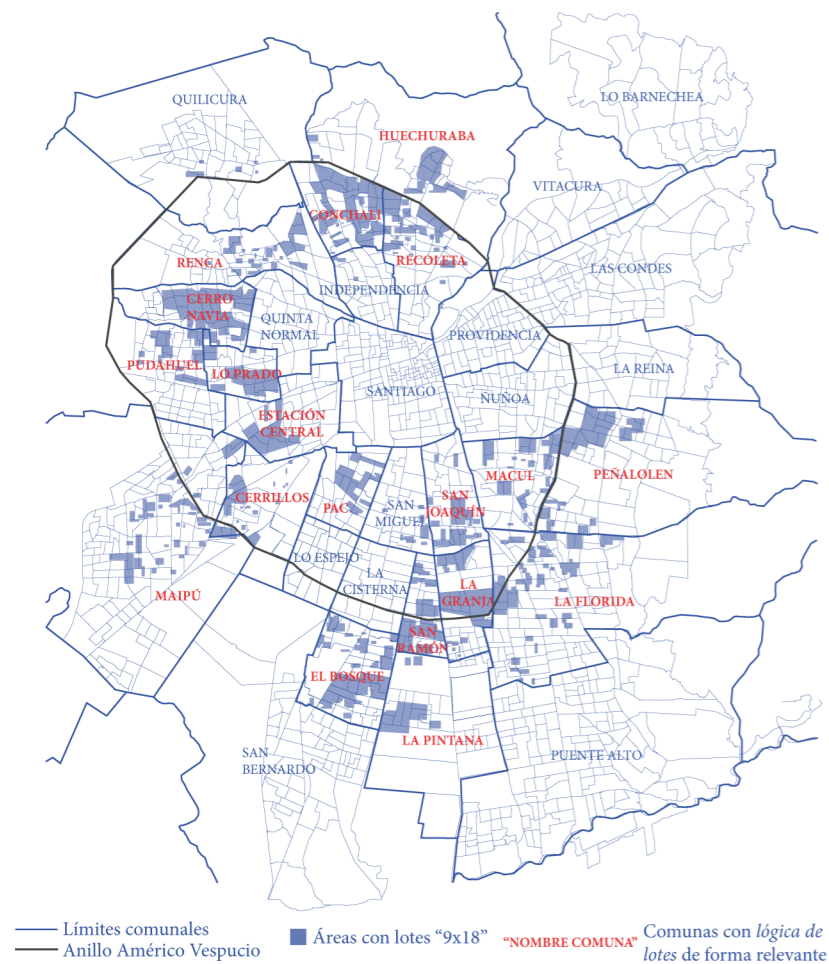 QUILICURA
LO BARNECHEA
HUECHURABA
VITACURA
CONCHALI
RENCA
RECOLETA
LAS CONDES
INDEPENDENCIA
CERRO
NAVIA
QUINTA
NORMAL
PROVIDENCIA
PUDAHUEL
LO PRADO
LA REINA
SANTIAGO
ÑUÑOA
ESTACIÓN
CENTRAL
MACUL
PEÑALOLEN
CERRILLOS
PAC
SAN
MIGUEL
SAN
JOAQUÍN
LO ESPEJO
LA
CISTERNA
LA
GRANJA
MAIPÚ
LA FLORIDA
SAN
RAMÓN
EL BOSQUE
LA PINTANA
SAN
BERNARDO
PUENTE ALTO
Límites comunales
Anillo Américo Vespucio
Áreas con lotes “9x18”
“NOMBRE COMUNA”
Comunas con lógica de
lotes de forma relevante